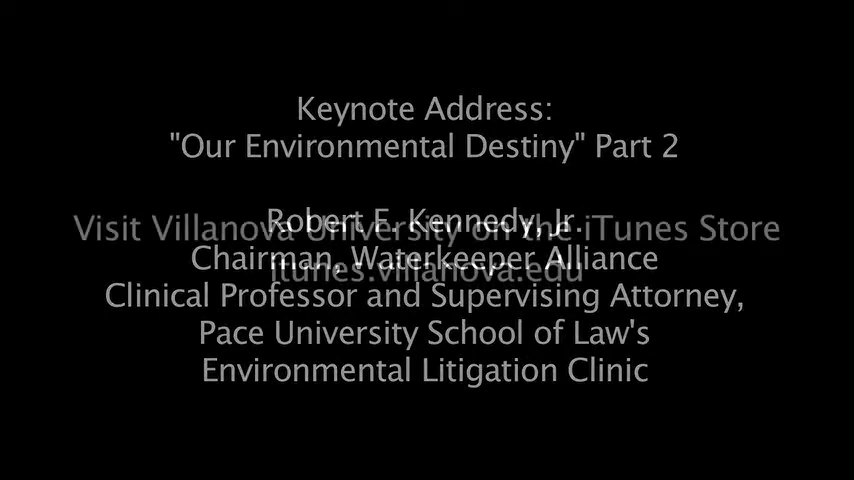 Keynote Address:
"Our Environmental Destiny" Part 2
Robert F. Kennedy, Jr.
Visit Villanova University on the iTunes Store
Chairman, Waterkeeper Alliance
itunes.villanova.edu
Clinical Professor and Supervising Attorney,
Pace University School of Law's
Environmental Litigation Clinic